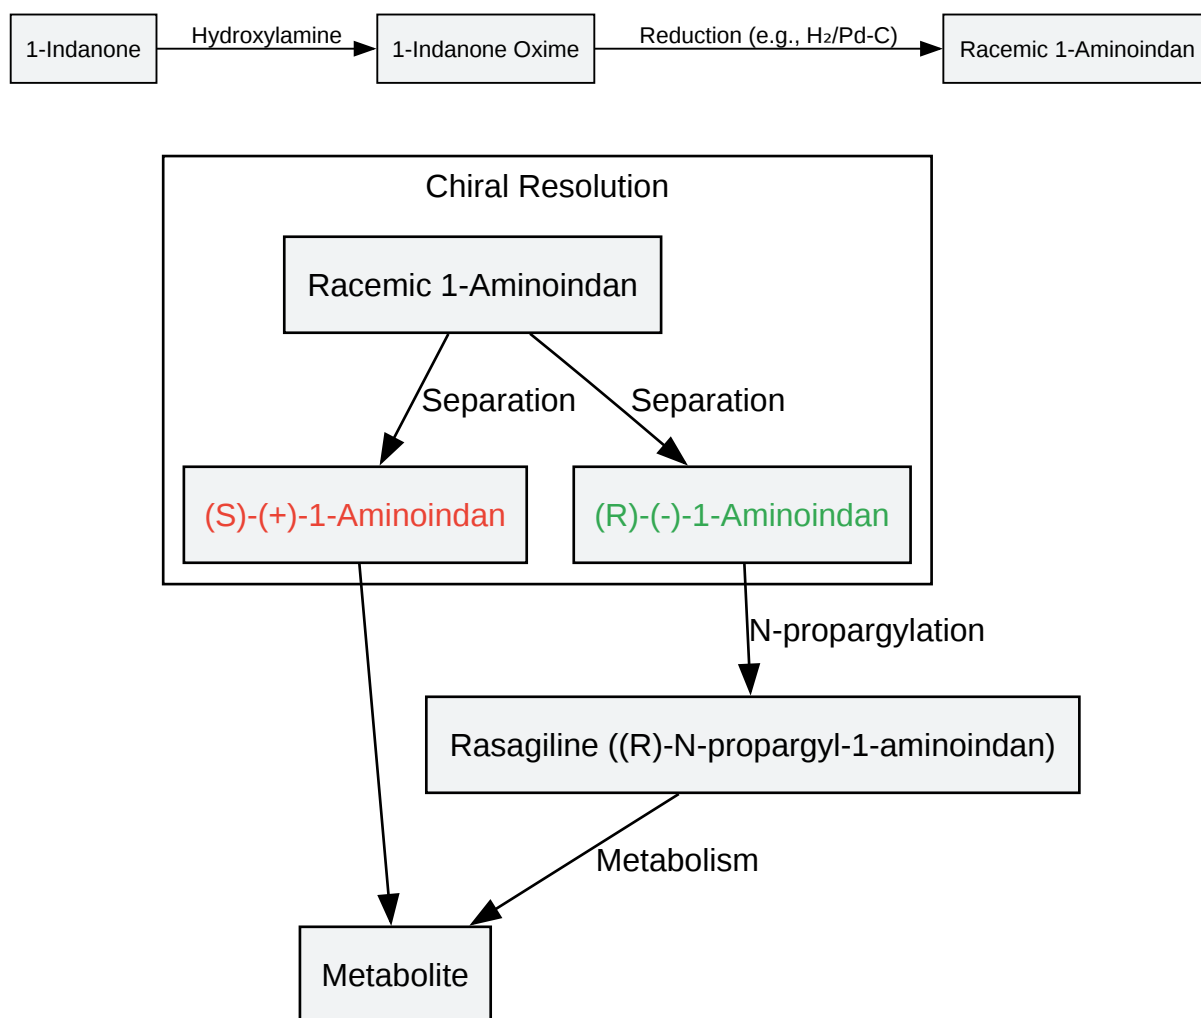 1-Indanone
Hydroxylamine
1-Indanone Oxime
Reduction (e.g., H₂/Pd-C)
Racemic 1-Aminoindan
Chiral Resolution
Racemic 1-Aminoindan
Separation
Separation
(S)-(+)-1-Aminoindan
(R)-(-)-1-Aminoindan
N-propargylation
Rasagiline ((R)-N-propargyl-1-aminoindan)
Metabolism
Metabolite